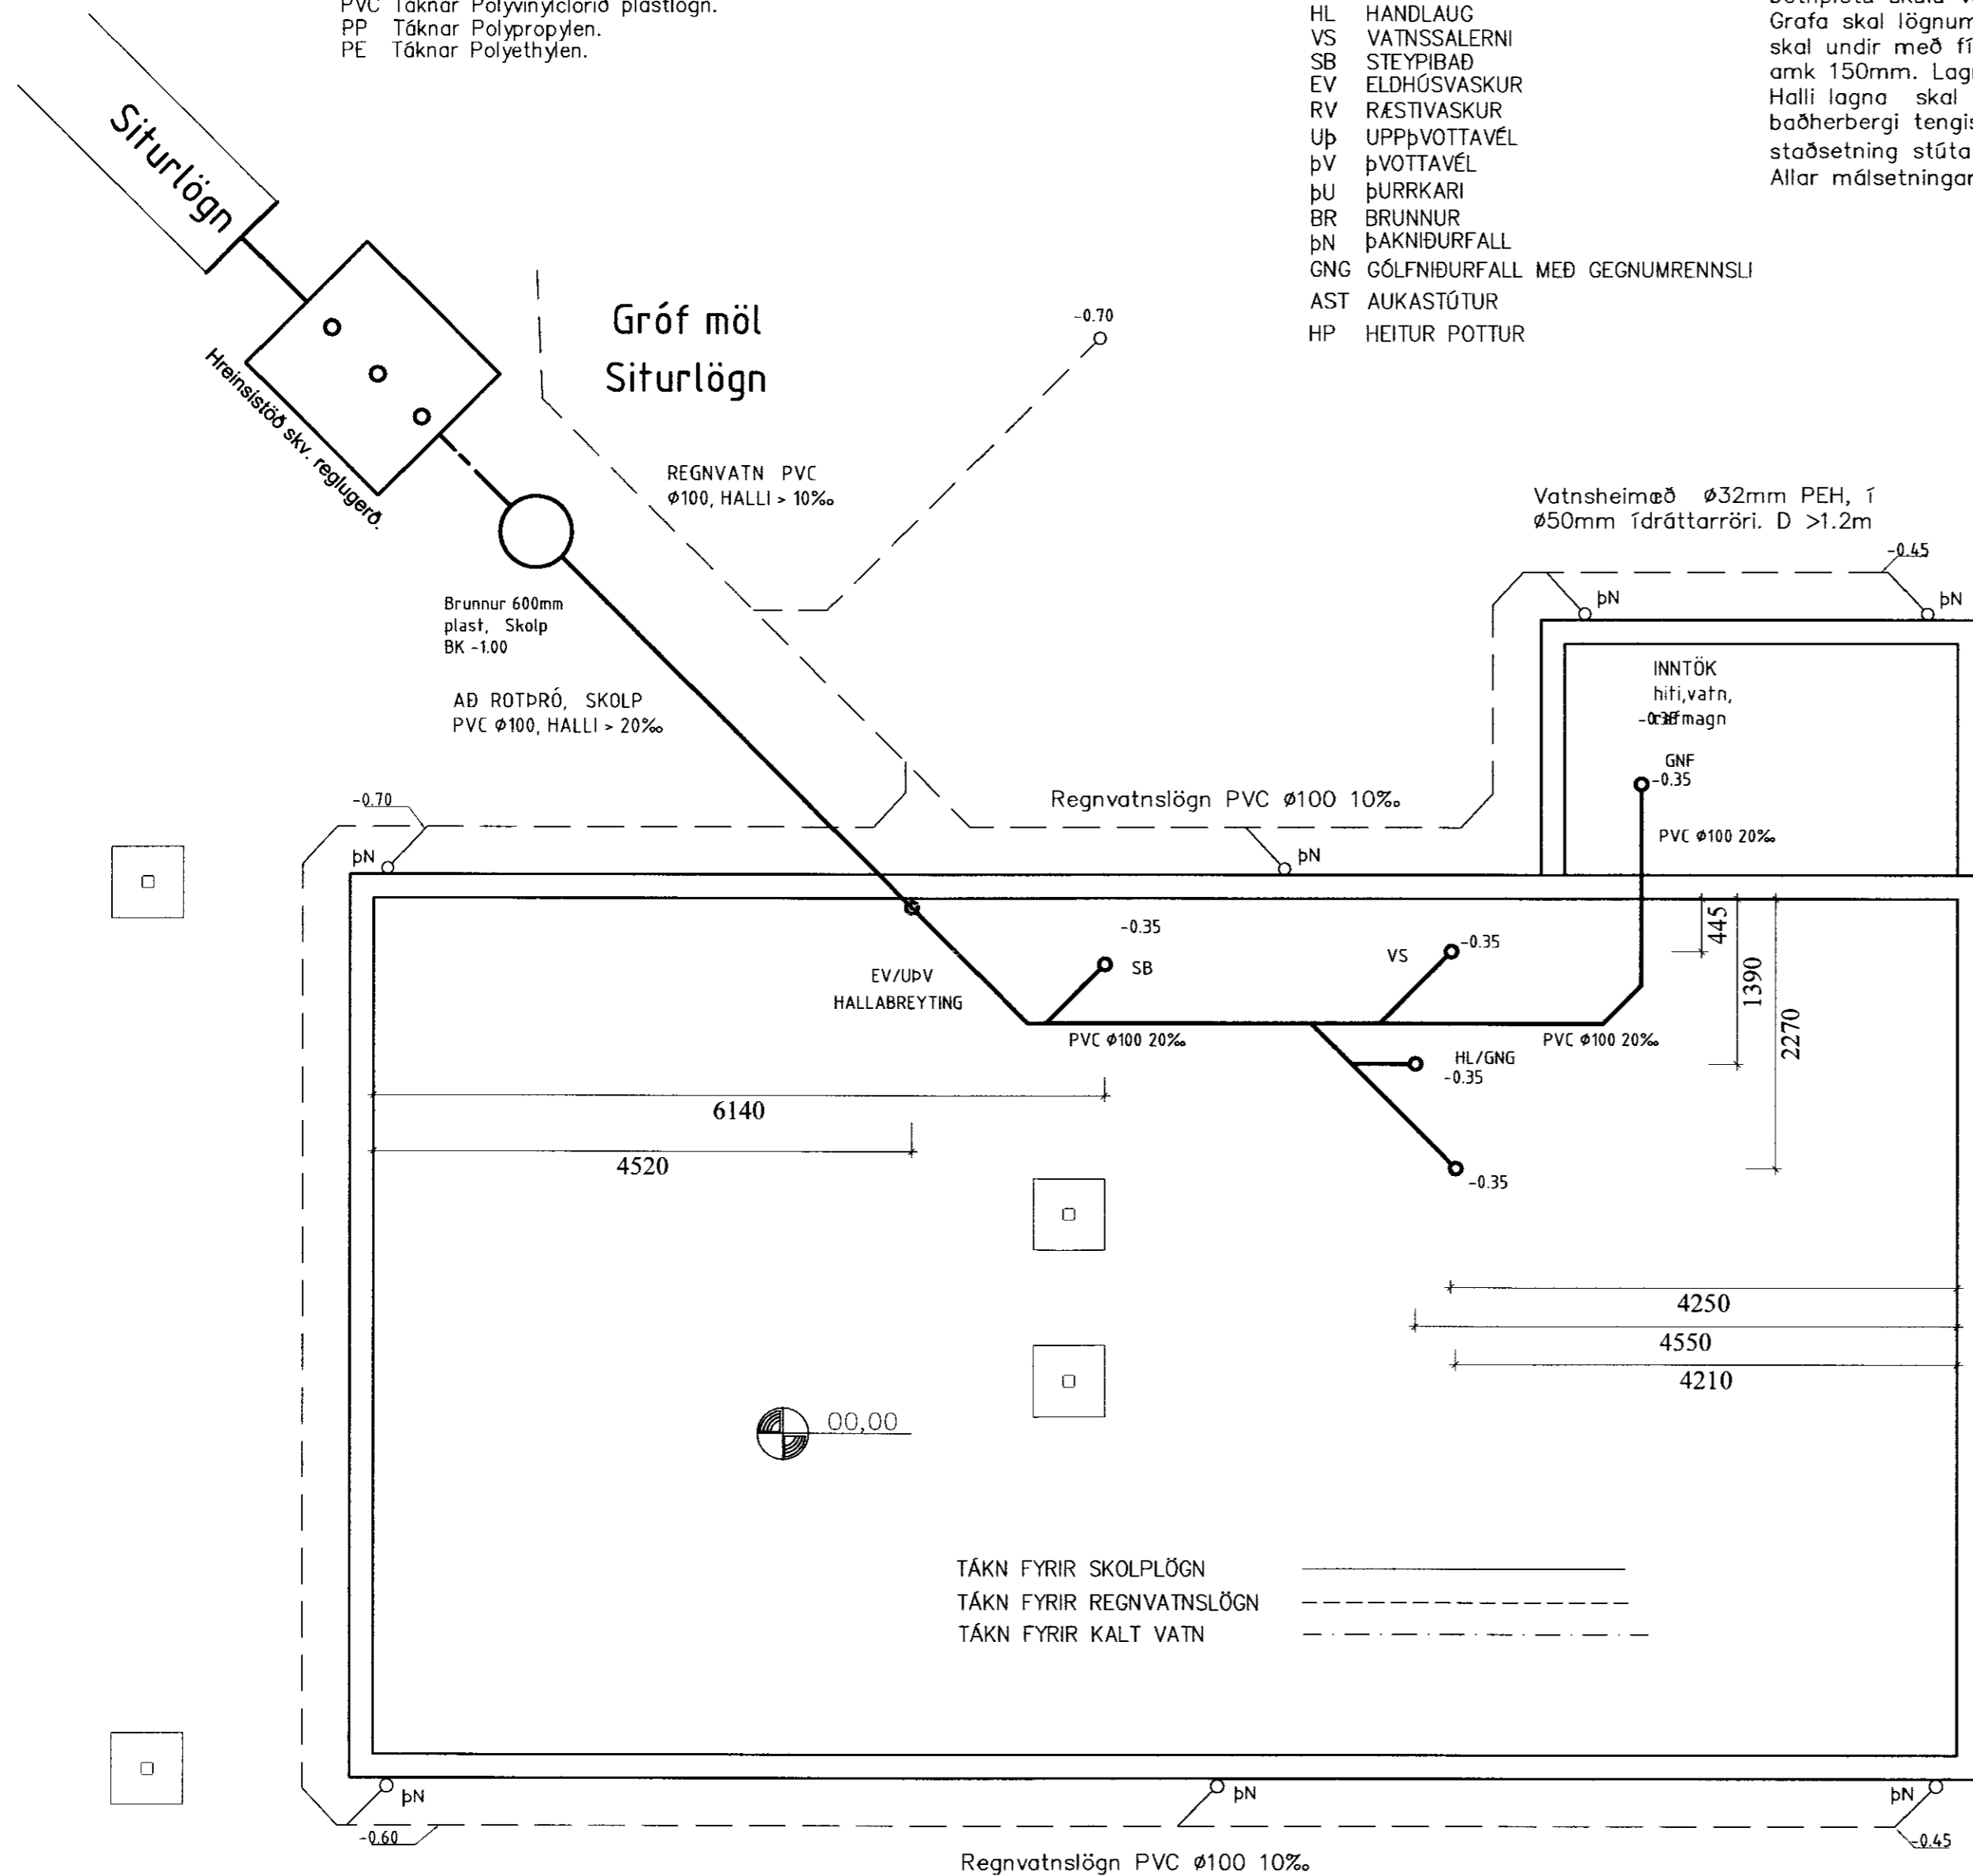 PVC Táknar Polyvinylclorið plastlögn.
PP Táknar Polypropylen.
PE Táknar Polyethylen.
HL HANDLAUG
VS VATNSSALERNI
SB STEYPIBAÐ
EV ELDHÚSVASKUR
RV RÆSTIVASKUR
Uþ UPPþVOTTAVÉL
þV þVOTTAVÉL
þU þURRKARI
BR BRUNNUR
þN þAKNIÐURFALL
GNG GÓLFNIÐURFALL MEÐ GEGNUMRENNSLI
AST AUKASTÚTUR
HP HEITUR POTTUR
Grafa skal lögnum
skal undir með fí
amk 150mm. Lag
Halli lagna skal
baðherbergi tengis
staðsetning stúta
Allar málsetningar
Siturlögn
Hreinsistöð skv. reglugerð.
Gróf möl
Siturlögn
-0.70
REGNVATN PVC
Ø100, HALLI > 10‰
Vatnsheimæð Ø32mm PEH, í
Ø50mm ídráttarröri. D >1.2m
-0.45
þN
þN
Brunnur 600mm
plast, Skolp
BK -1.00
AÐ ROTÞRÓ, SKOLP
PVC Ø100, HALLI > 20‰
INNTÖK
hiti,vatn,
GNF
-0.35
PVC Ø100 20‰
Regnvatnslögn PVC Ø100 10‰
-0.70
þN
þN
-0.35
SB
VS
-0.35
445
1390
2270
EV/UÞV
HALLABREYTING
PVC Ø100 20‰
PVC Ø100 20‰
HL/GNG
-0.35
6140
4520
-0.35
4250
4550
4210
00,00
TÁKN FYRIR SKOLPLÖGN
TÁKN FYRIR REGNVATNSLÖGN
TÁKN FYRIR KALT VATN
þN
þN
þN
-0.60
-0.45
Regnvatnslögn PVC Ø100 10‰